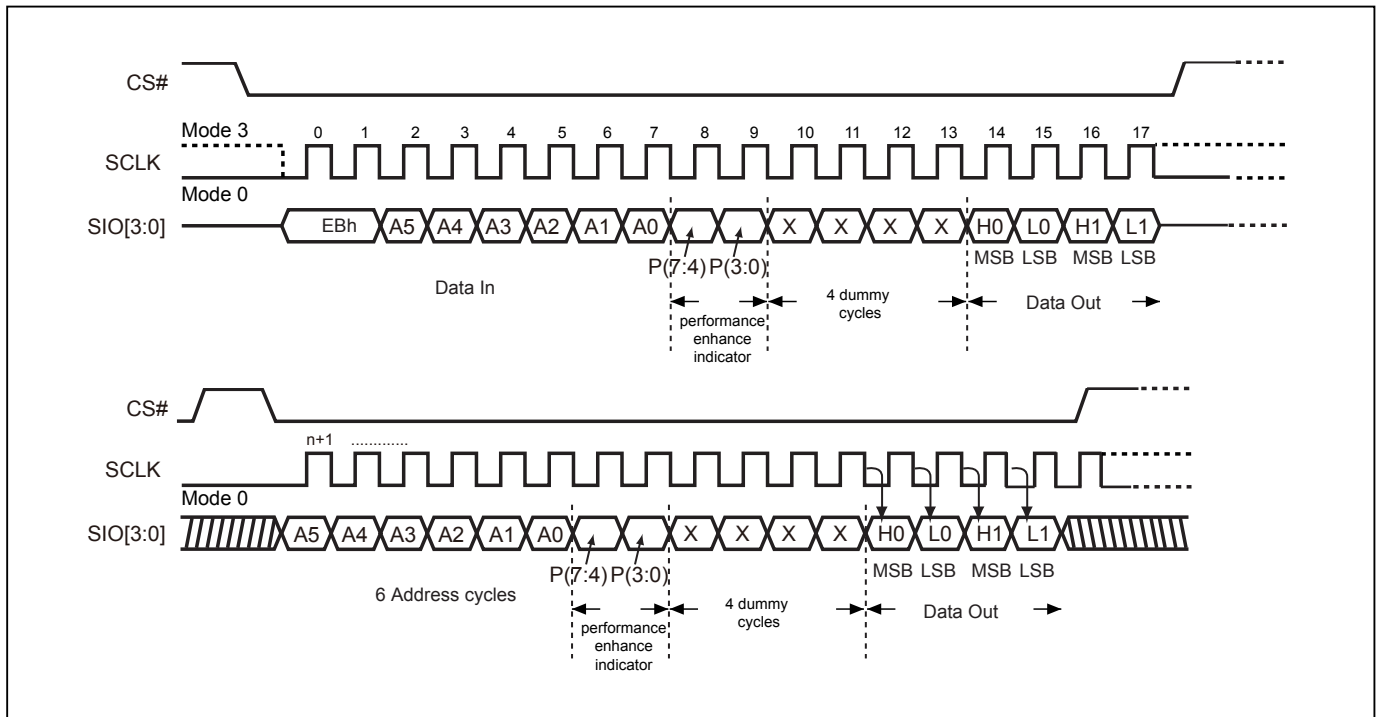 CS#
Mode 3
0 1 2 3 4 5 6 7 8 9 10 11 12 13 14 15 16 17
SCLK
Mode 0
SIO[3:0]
EBh A5 A4 A3 A2 A1 A0 X X X X H0 L0 H1 L1
MSB LSB MSB LSB
P(7:4) P(3:0)
Data In
4 dummy
cycles
Data Out
performance
enhance
indicator
CS#
n+1 .............
SCLK
Mode 0
SIO[3:0]
A5 A4 A3 A2 A1 A0 X X X X H0 L0 H1 L1
P(7:4) P(3:0)
MSB LSB MSB LSB
6 Address cycles
4 dummy
cycles
Data Out
performance
enhance
indicator